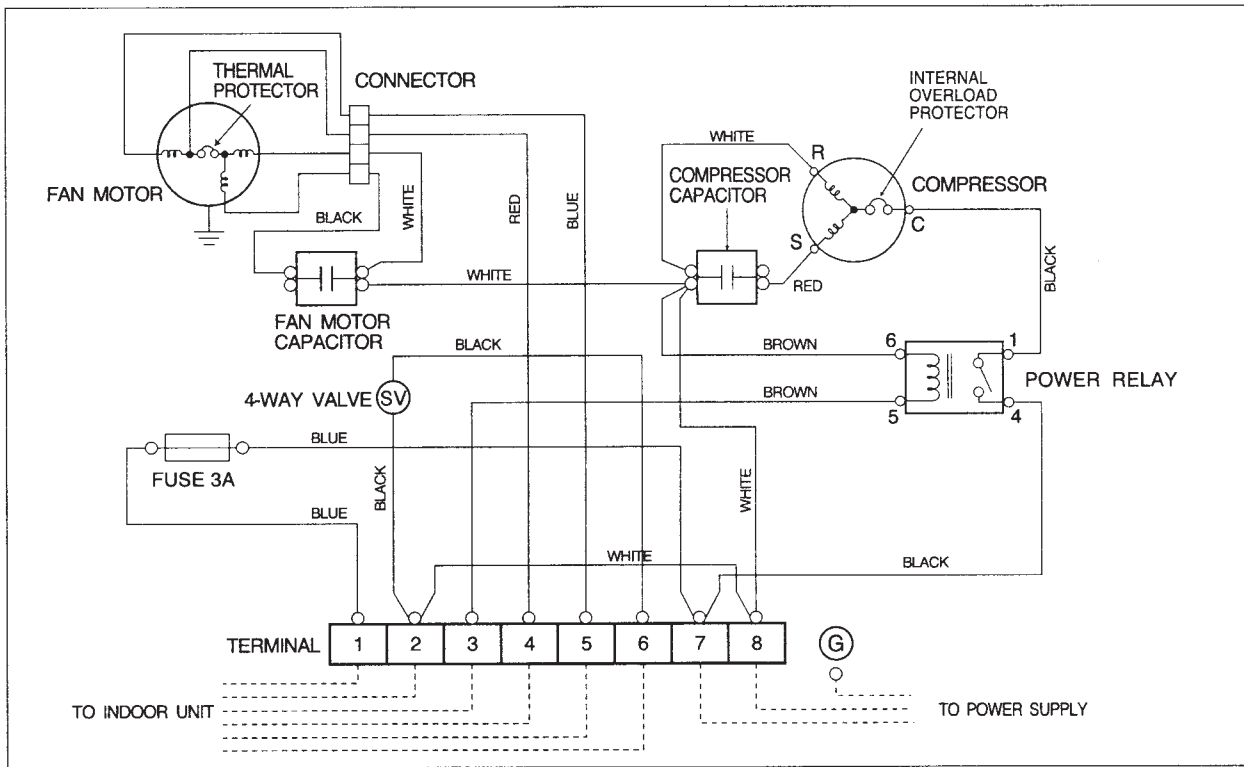 THERMAL
PROTECTOR
CONNECTOR
FAN MOTOR
BLACK
WHITE
RED
BLUE
FAN MOTOR
CAPACITOR
WHITE
WHITE
COMPRESSOR
CAPACITOR
INTERNAL
OVERLOAD
PROTECTOR
R
S
C
COMPRESSOR
RED
BLACK
BLACK
4-WAY VALVE
SV
BROWN
BROWN
6
5
1
4
POWER RELAY
BLUE
FUSE 3A
BLUE
BLACK
WHITE
WHITE
BLACK
TERMINAL
1 2 3 4 5 6 7 8
G
TO INDOOR UNIT
TO POWER SUPPLY